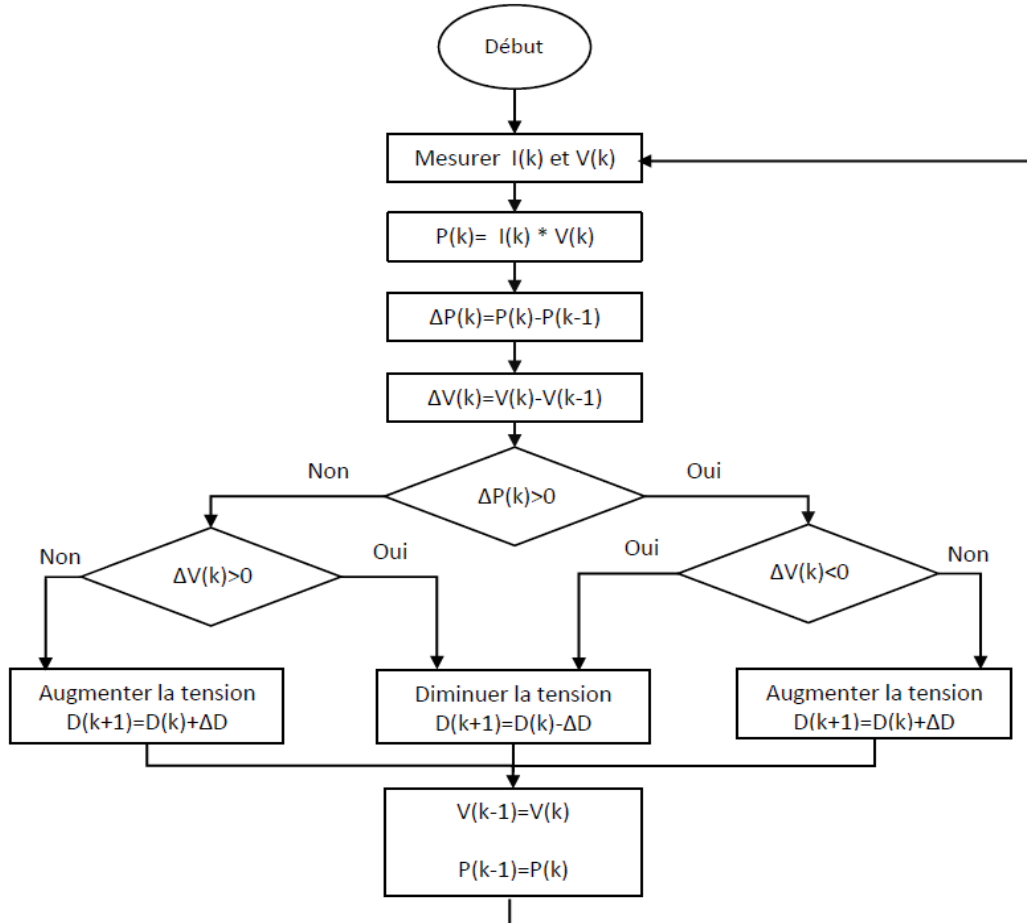 Début
Mesurer I(k) et V(k)
P(k)= I(k) * V(k)
ΔP(k)=P(k)-P(k-1)
ΔV(k)=V(k)-V(k-1)
Non
Oui
ΔP(k)>0
Non
Oui
Oui
Non
ΔV(k)>0
ΔV(k)<0
Augmenter la tension
D(k+1)=D(k)+ΔD
Diminuer la tension
D(k+1)=D(k)-ΔD
Augmenter la tension
D(k+1)=D(k)+ΔD
V(k-1)=V(k)
P(k-1)=P(k)